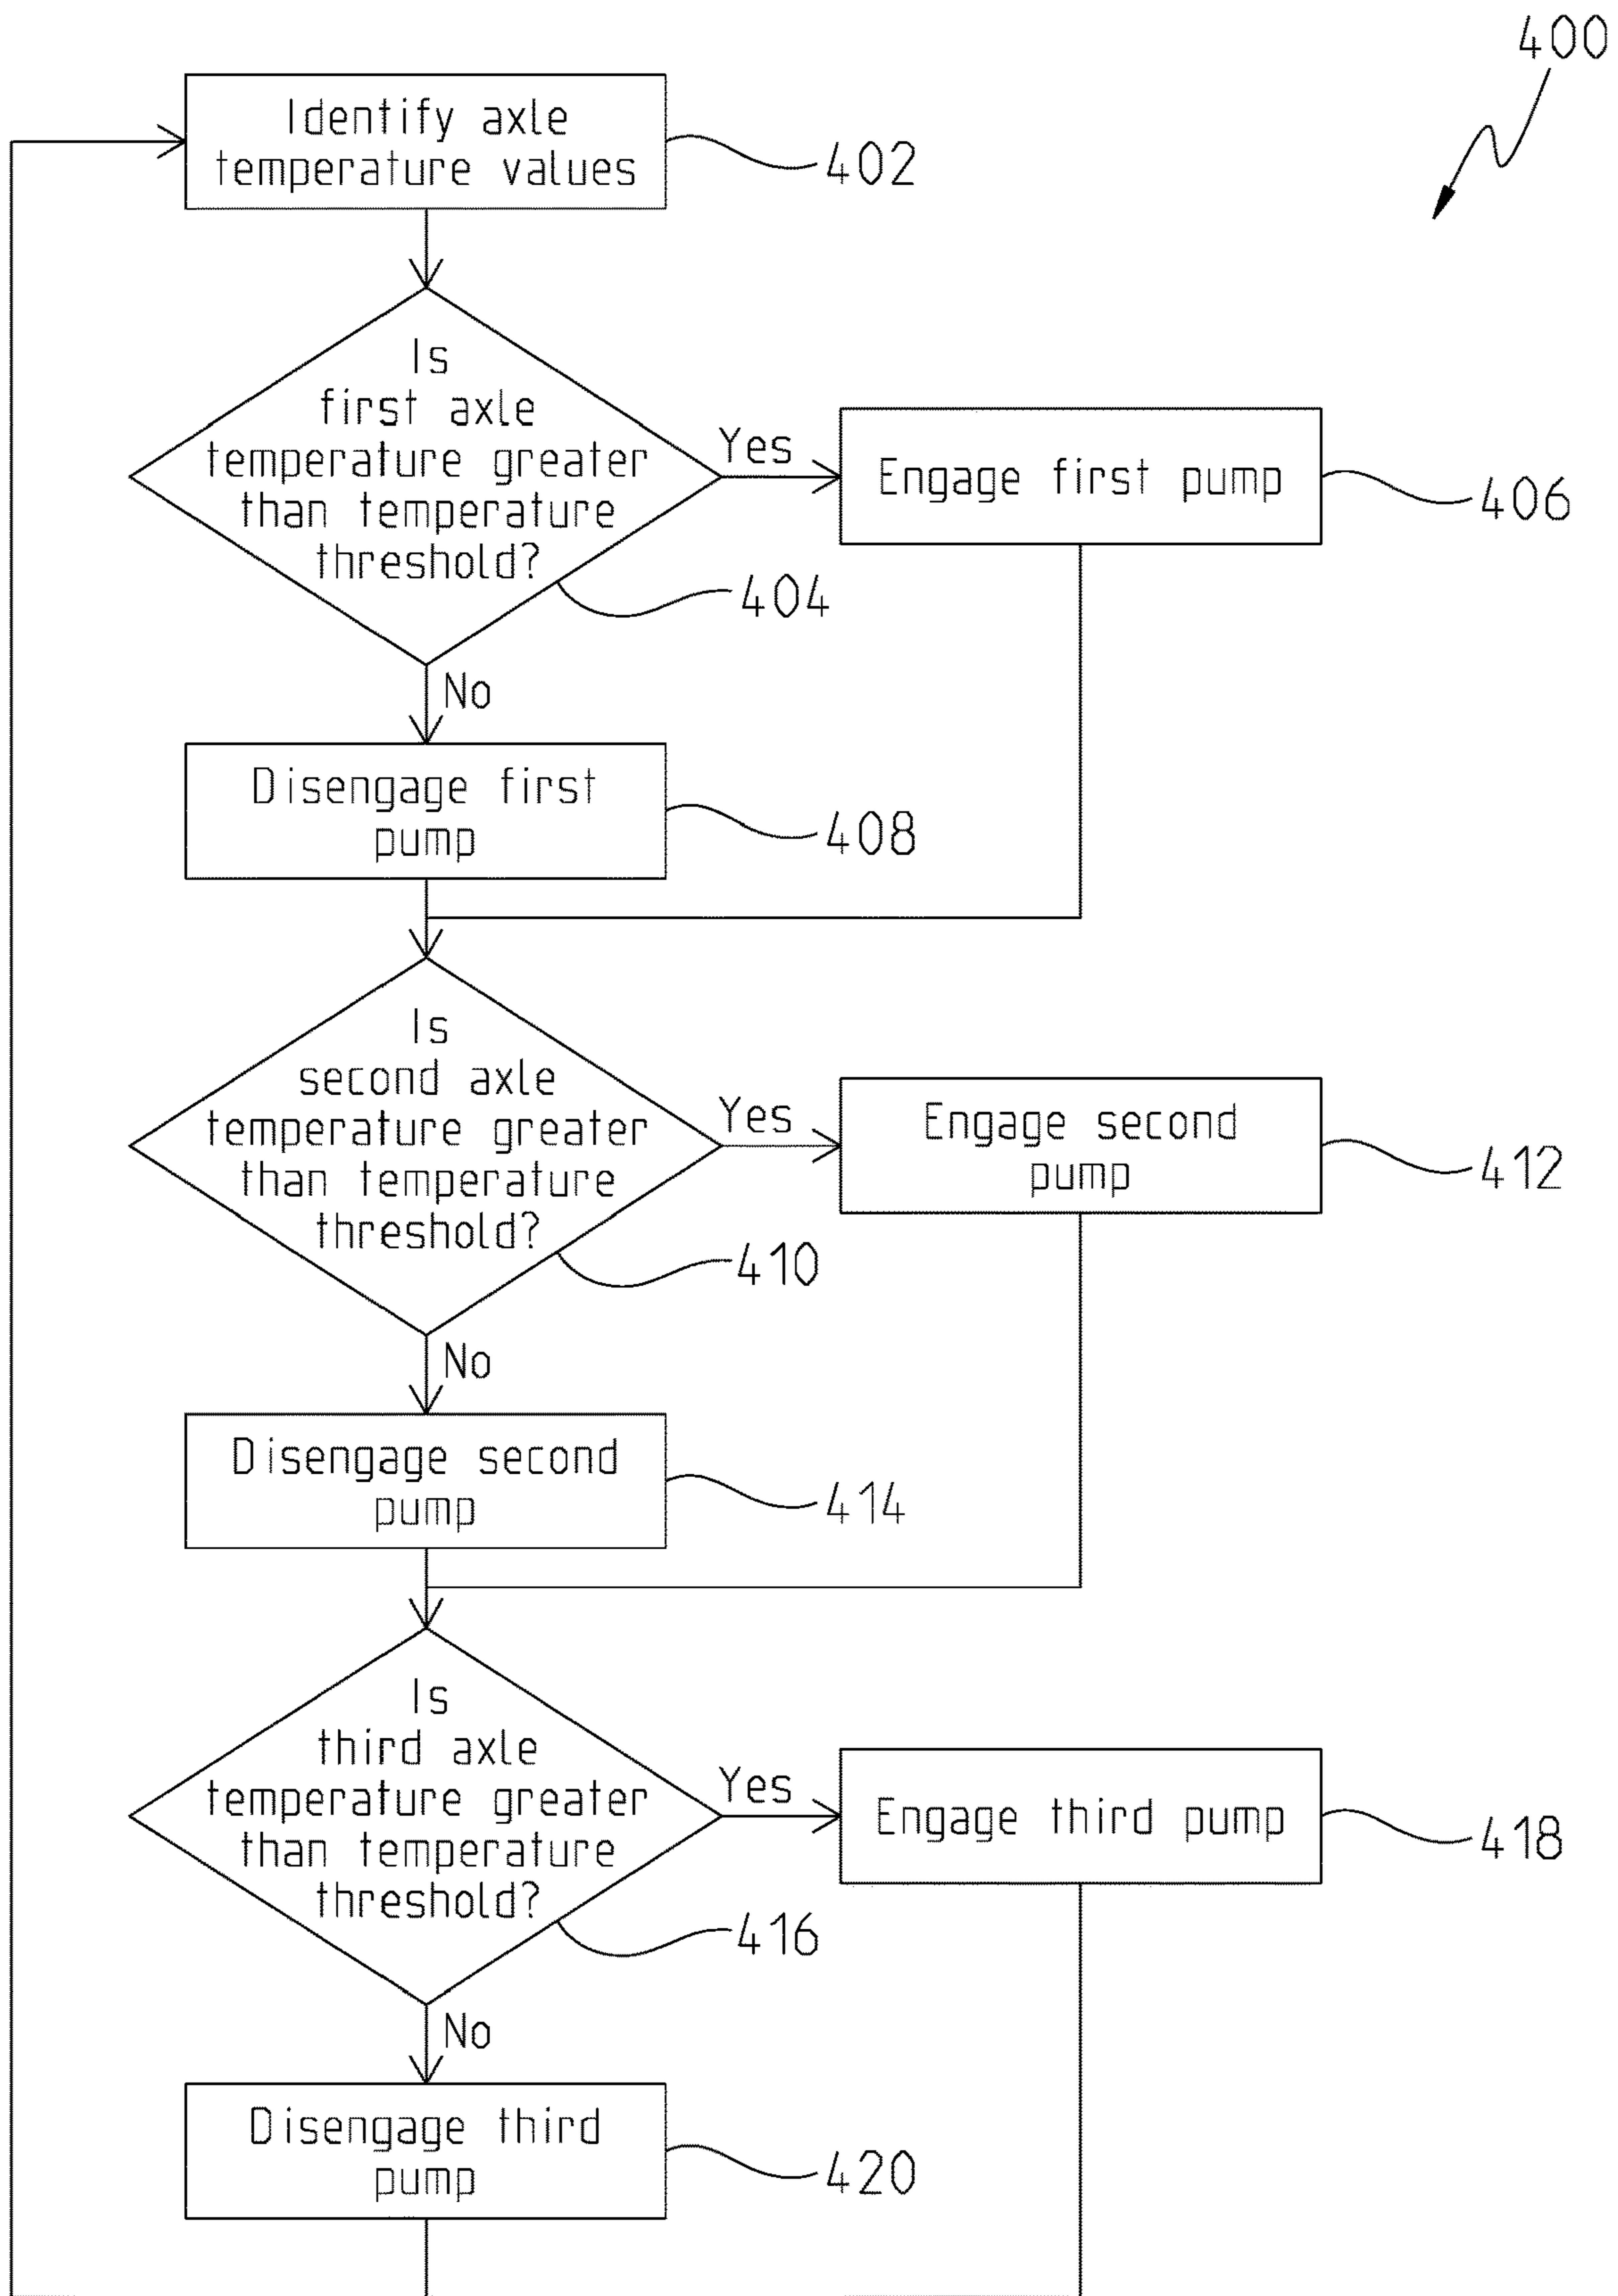 400
Identify axle
temperature values
402
Is
first axle
temperature greater
than temperature
threshold?
404
Yes
Engage first pump
406
No
Disengage first
pump
408
Is
second axle
temperature greater
than temperature
threshold?
410
Yes
Engage second
pump
412
No
Disengage second
pump
414
Is
third axle
temperature greater
than temperature
threshold?
416
Yes
Engage third pump
418
No
Disengage third
pump
420